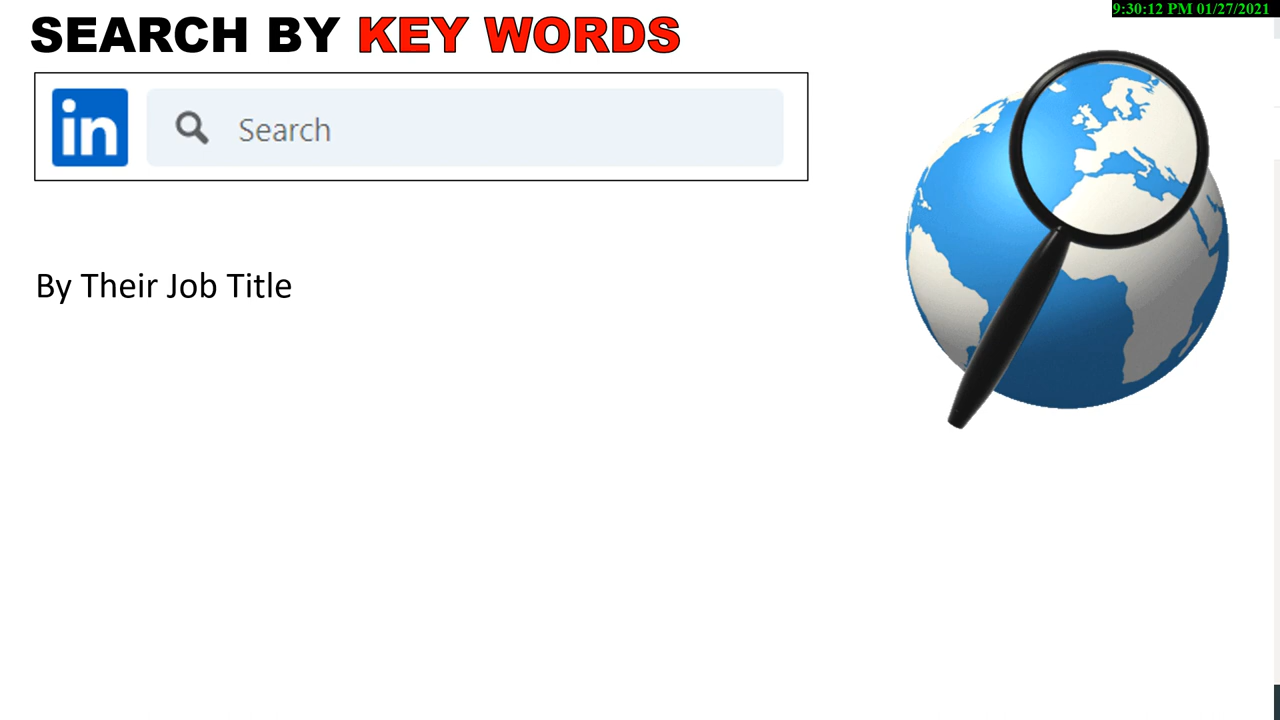 9:30:12 PM 01/27/2021
SEARCH BY KEY WORDS
in Search
By Their Job Title